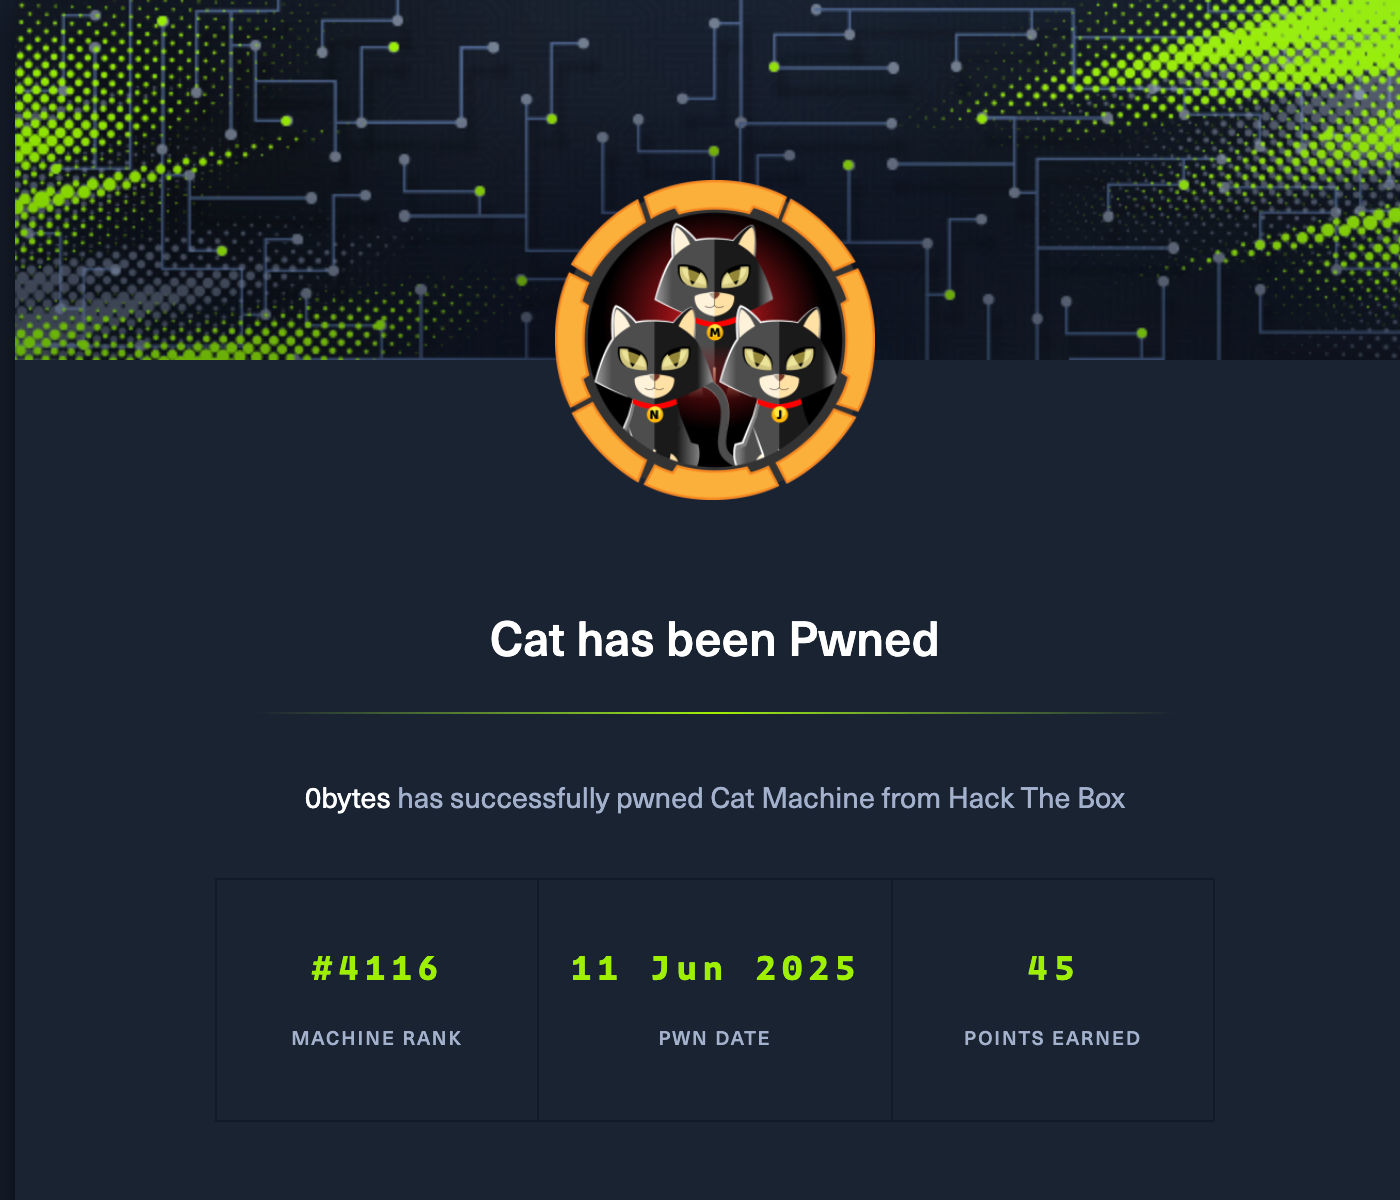 M
N
J
Cat has been Pwned
0bytes has successfully pwned Cat Machine from Hack The Box
#4116
MACHINE RANK
11 Jun 2025
PWN DATE
45
POINTS EARNED